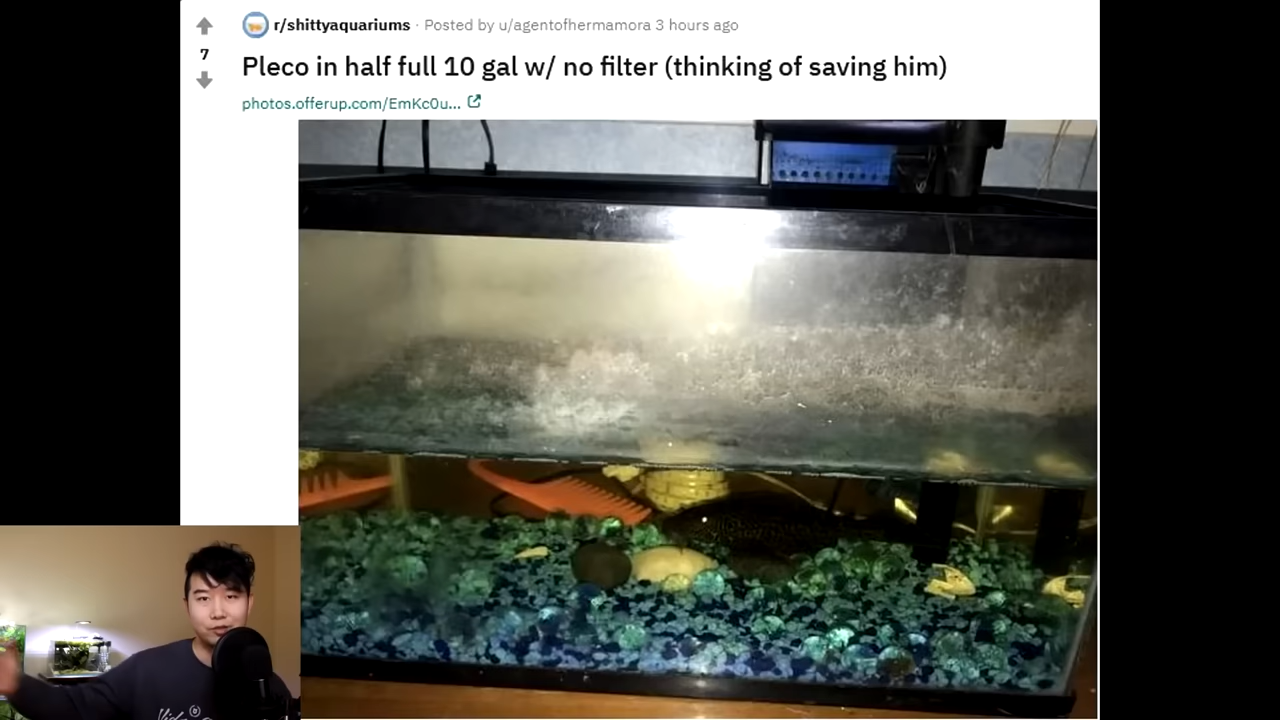 r/shittyaquariums · Posted by u/agentofhermamora 3 hours ago
7
Pleco in half full 10 gal w/ no filter (thinking of saving him)
photos.offerup.com/EmKc0u...